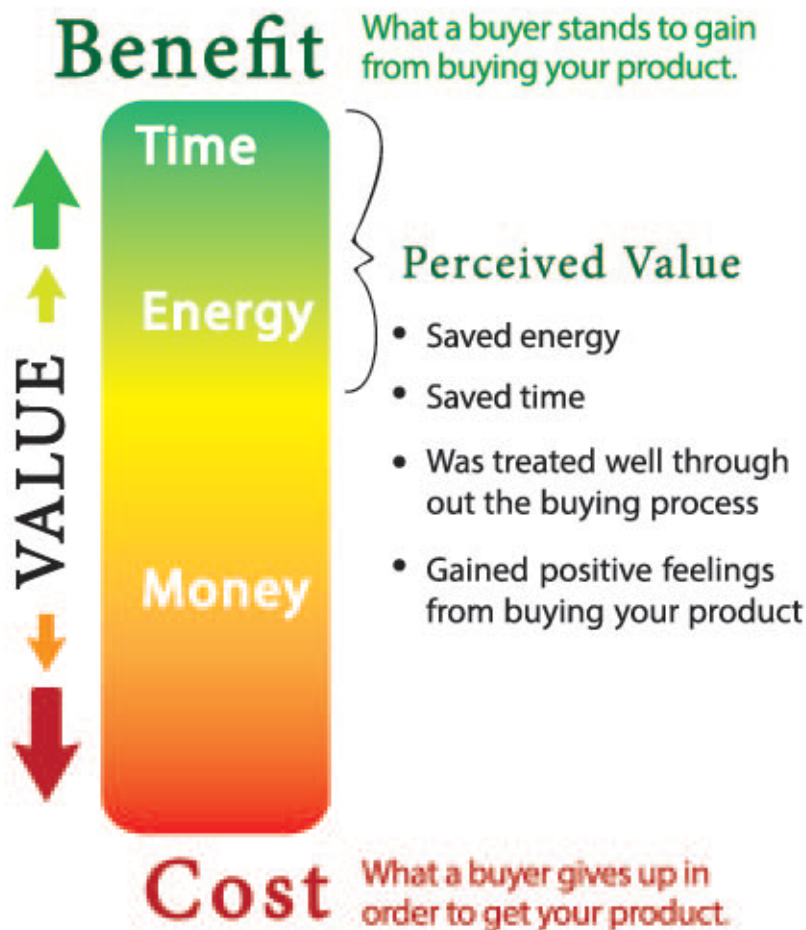 Benefit
What a buyer stands to gain
from buying your product.
Time
Energy
Money
VALUE
Perceived Value
• Saved energy
• Saved time
• Was treated well through
out the buying process
• Gained positive feelings
from buying your product
Cost
What a buyer gives up in
order to get your product.